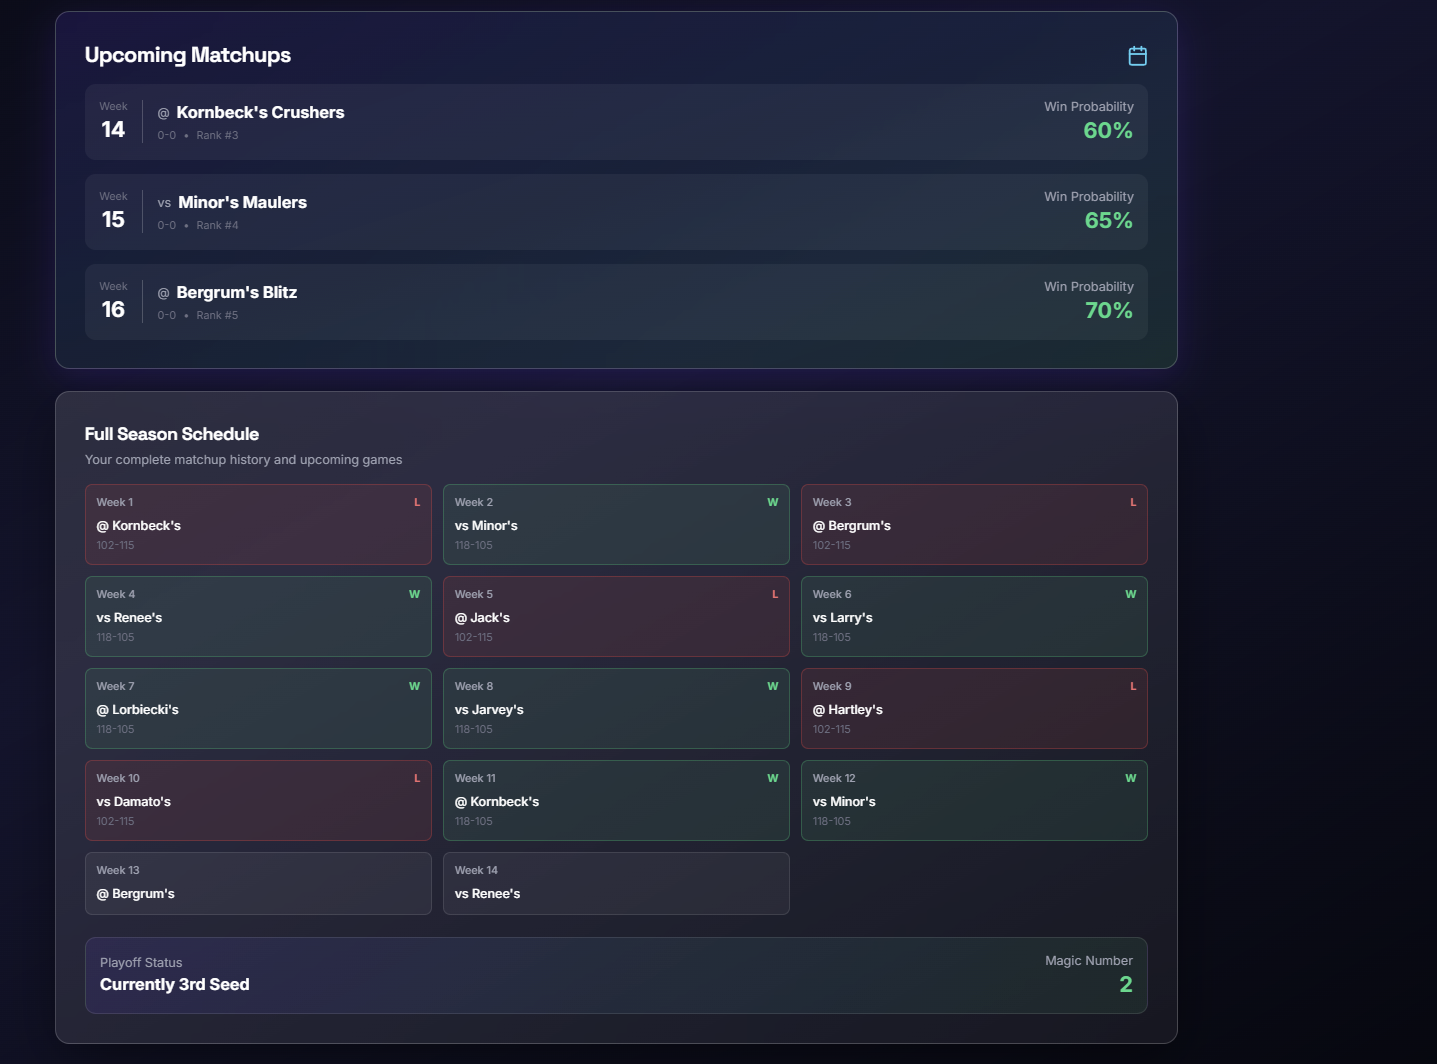 Upcoming Matchups
Week
14
@ Kornbeck's Crushers
0-0 • Rank #3
Win Probability
60%
Week
15
vs Minor's Maulers
0-0 • Rank #4
Win Probability
65%
Week
16
@ Bergrum's Blitz
0-0 • Rank #5
Win Probability
70%
Full Season Schedule
Your complete matchup history and upcoming games
Week 1 L
@ Kornbeck's
102-115
Week 2 W
vs Minor's
118-105
Week 3 L
@ Bergrum's
102-115
Week 4 W
vs Renee's
118-105
Week 5 L
@ Jack's
102-115
Week 6 W
vs Larry's
118-105
Week 7 W
@ Lorbiecki's
118-105
Week 8 W
vs Jarvey's
118-105
Week 9 L
@ Hartley's
102-115
Week 10 L
vs Damato's
102-115
Week 11 W
@ Kornbeck's
118-105
Week 12 W
vs Minor's
118-105
Week 13
@ Bergrum's
Week 14
vs Renee's
Playoff Status
Currently 3rd Seed
Magic Number
2